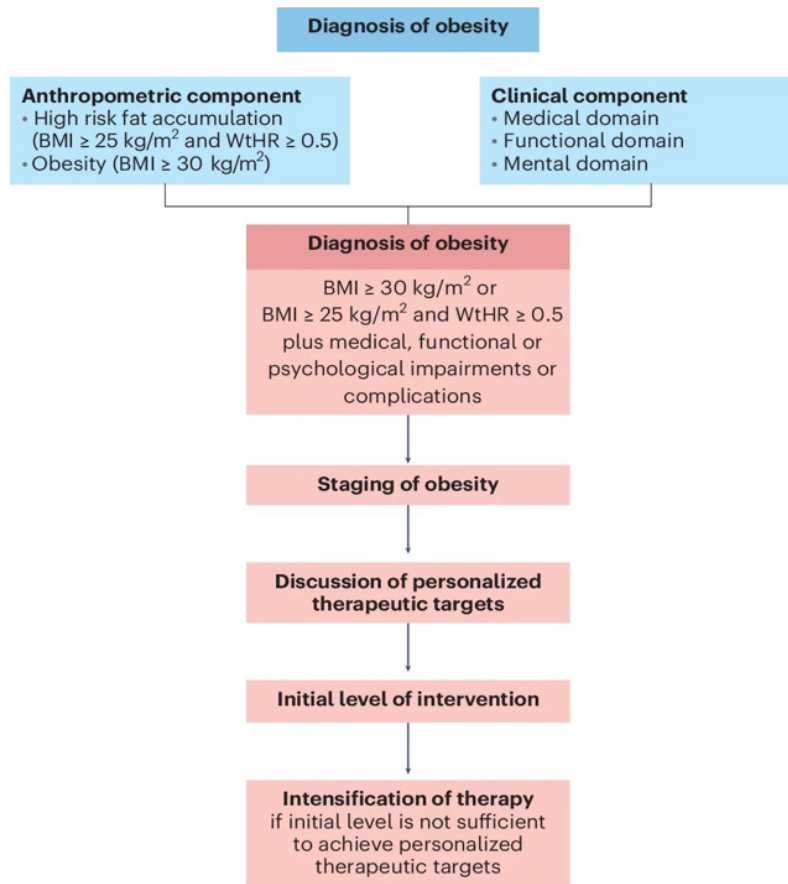 Diagnosis of obesity
Anthropometric component
• High risk fat accumulation
(BMI ≥ 25 kg/m² and WtHR ≥ 0.5)
• Obesity (BMI ≥ 30 kg/m²)
Clinical component
• Medical domain
• Functional domain
• Mental domain
Diagnosis of obesity
BMI ≥ 30 kg/m² or
BMI ≥ 25 kg/m² and WtHR ≥ 0.5
plus medical, functional or
psychological impairments or
complications
Staging of obesity
Discussion of personalized
therapeutic targets
Initial level of intervention
Intensification of therapy
if initial level is not sufficient
to achieve personalized
therapeutic targets